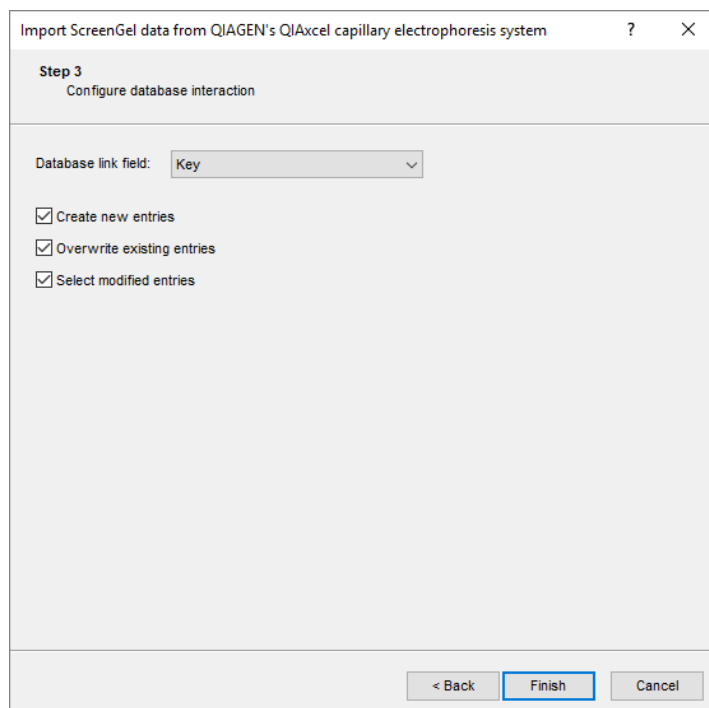 Import ScreenGel data from QIAGEN's QIAxcel capillary electrophoresis system ?
Step 3
Configure database interaction
Database link field: Key
Create new entries
Overwrite existing entries
Select modified entries
< Back Finish Cancel